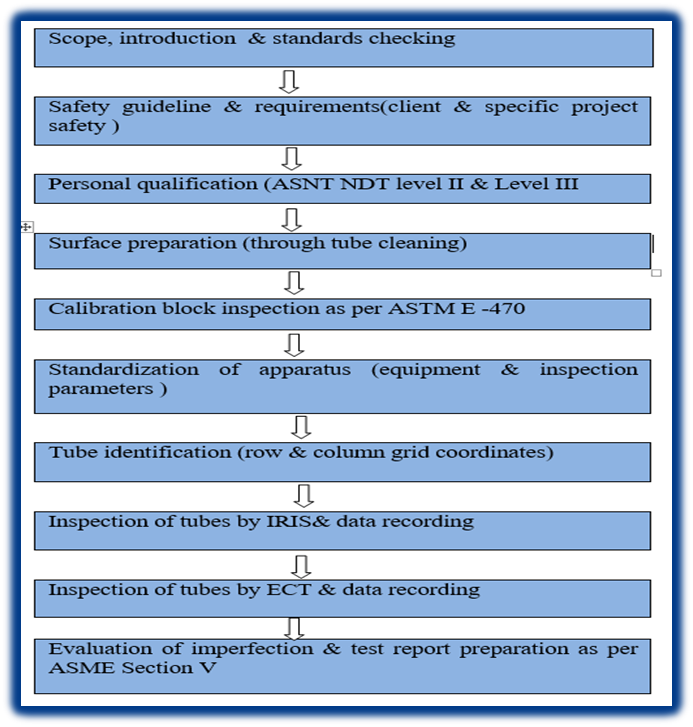 Scope, introduction & standards checking
Safety guideline & requirements(client & specific project
safety )
Personal qualification (ASNT NDT level II & Level III
Surface preparation (through tube cleaning)
Calibration block inspection as per ASTM E -470
Standardization of apparatus (equipment & inspection
parameters )
Tube identification (row & column grid coordinates)
Inspection of tubes by IRIS& data recording
Inspection of tubes by ECT & data recording
Evaluation of imperfection & test report preparation as per
ASME Section V